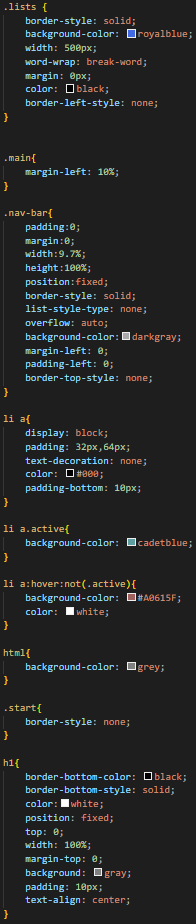 .lists {
border-style: solid;
background-color: royalblue;
width: 500px;
word-wrap: break-word;
margin: 0px;
color: black;
border-left-style: none;
}
.main{
margin-left: 10%;
}
.nav-bar{
padding:0;
margin:0;
width:9.7%;
height:100%;
position:fixed;
border-style: solid;
list-style-type: none;
overflow: auto;
background-color: darkgray;
margin-left: 0;
padding-left: 0;
border-top-style: none;
}
li a{
display: block;
padding: 32px,64px;
text-decoration: none;
color: #000;
padding-bottom: 10px;
}
li a.active{
background-color: cadetblue;
}
li a:hover:not(.active){
background-color: #A0615F;
color: white;
}
html{
background-color: grey;
}
.start{
border-style: none;
}
h1{
border-bottom-color: black;
border-bottom-style: solid;
color: white;
position: fixed;
top: 0;
width: 100%;
margin-top: 0;
background: gray;
padding: 10px;
text-align: center;
}